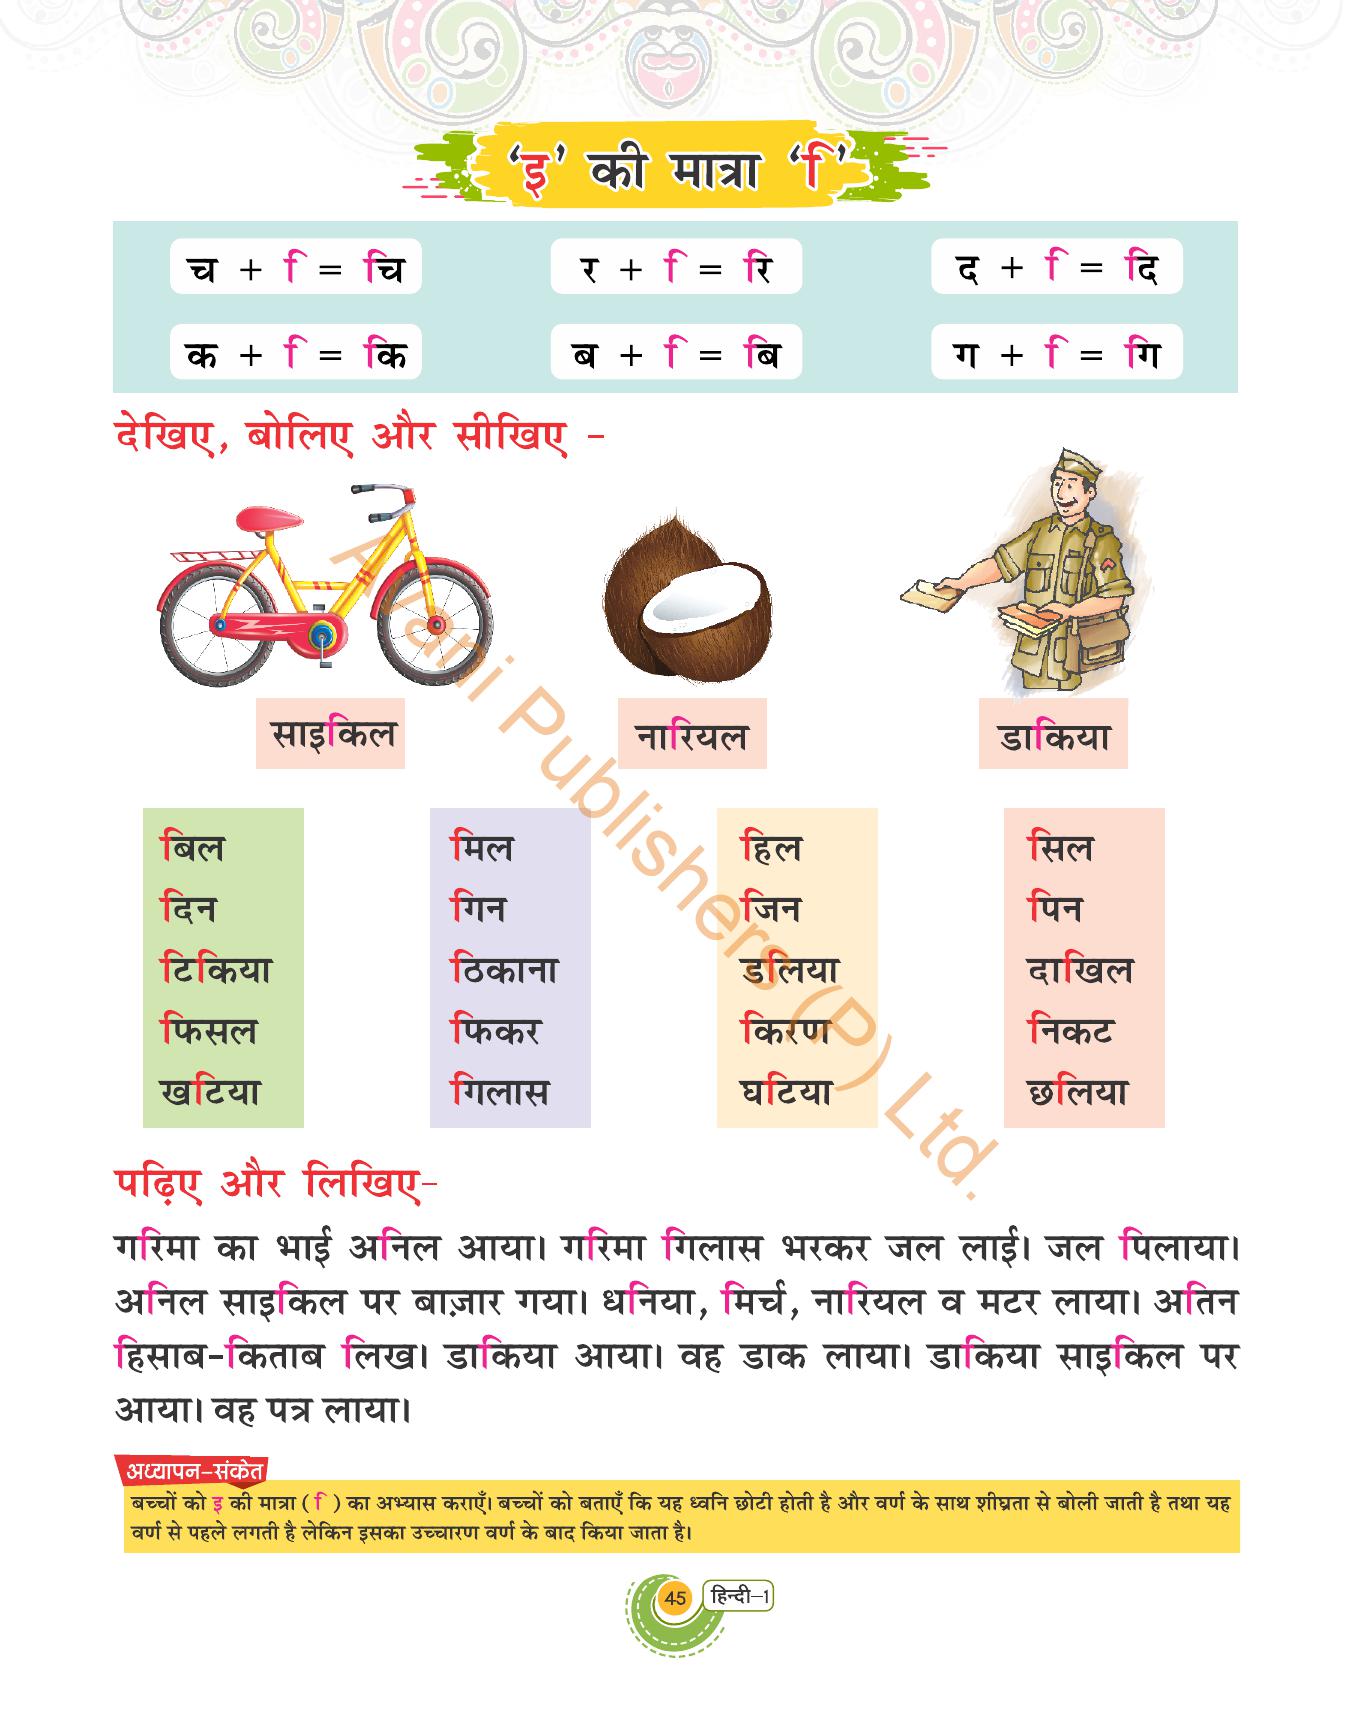 ‘इ’ की मात्रा ‘ि’
च + ि = चि
र + ि = रि
द + ि = दि
क + ि = कि
ब + ि = बि
ग + ि = गि
देखिए, बोलिए और सीखिए -
साइकिल
नारियल
डाकिया
बिल
दिन
टिकिया
फिसल
खटिया
मिल
गिन
ठिकाना
फिकर
गिलास
हिल
जिन
डलिया
किरण
घटिया
सिल
पिन
दाखिल
निकट
छलिया
पढ़िए और लिखिए-
गरिमा का भाई अनिल आया। गरिमा गिलास भरकर जल लाई। जल पिलाया।
अनिल साइकिल पर बाज़ार गया। धनिया, मिर्च, नारियल व मटर लाया। अतिन
हिसाब-किताब लिख। डाकिया आया। वह डाक लाया। डाकिया साइकिल पर
आया। वह पत्र लाया।
अध्यापन-संकेत
बच्चों को इ की मात्रा ( ि ) का अभ्यास कराएँ। बच्चों को बताएँ कि यह ध्वनि छोटी होती है और वर्ण के साथ शीघ्रता से बोली जाती है तथा यह
वर्ण से पहले लगती है लेकिन इसका उच्चारण वर्ण के बाद किया जाता है।
45 हिन्दी-1
Avani Publishers (P) Ltd.